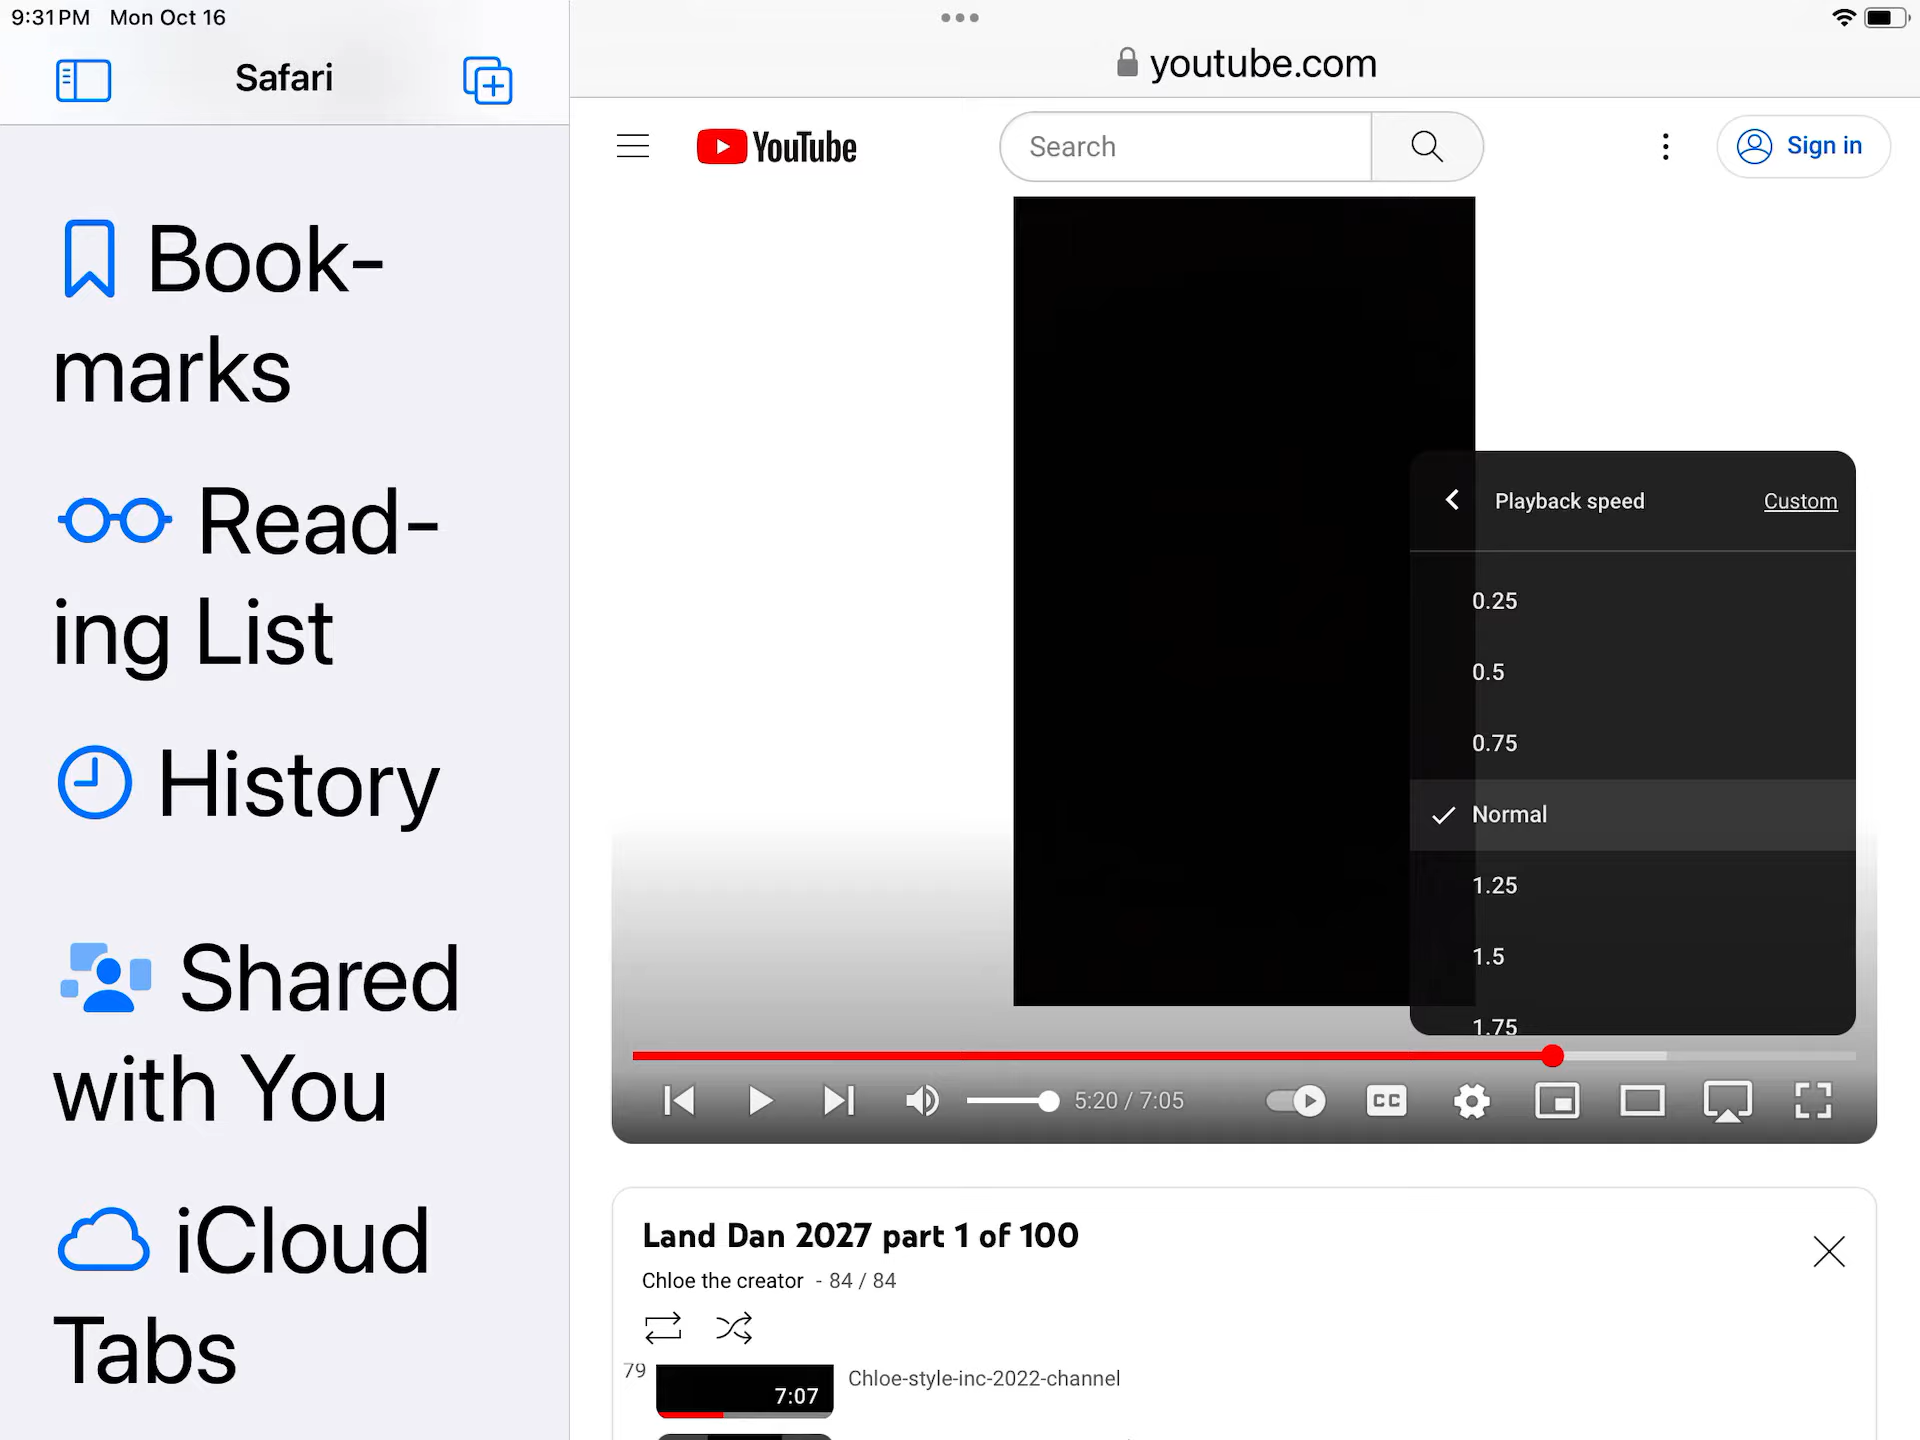 9:31 PM Mon Oct 16
Safari
youtube.com
YouTube
Search
Sign in
Book-
marks
Read-
ing List
History
Shared
with You
iCloud
Tabs
Playback speed
Custom
0.25
0.5
0.75
Normal
1.25
1.5
1.75
5:20 / 7:05
CC
Land Dan 2027 part 1 of 100
Chloe the creator - 84 / 84
79
7:07
Chloe-style-inc-2022-channel